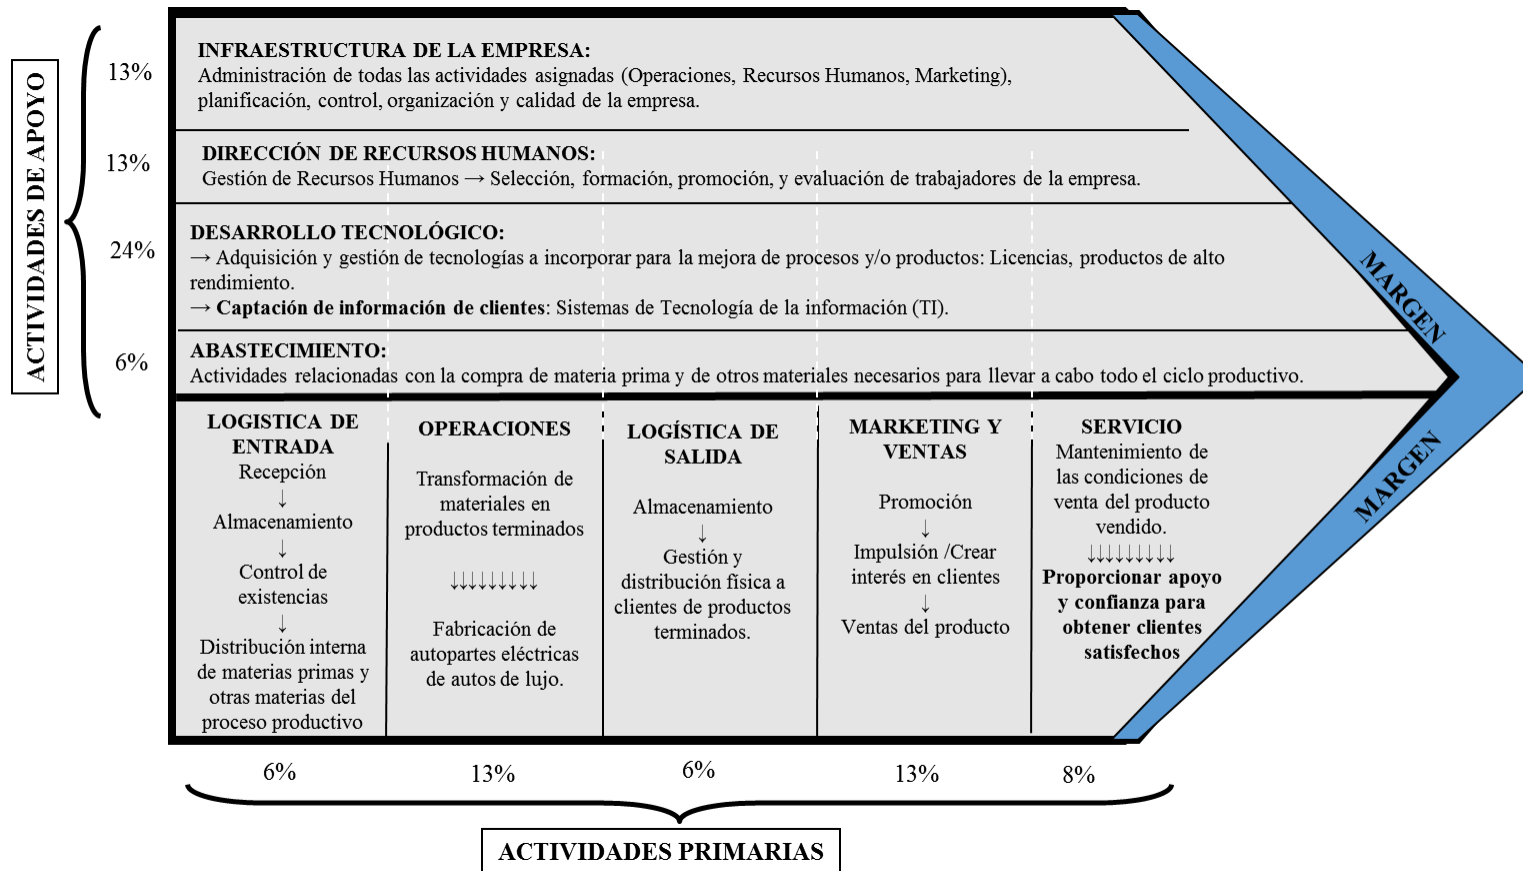 ACTIVIDADES DE APOYO
13%
INFRAESTRUCTURA DE LA EMPRESA:
Administración de todas las actividades asignadas (Operaciones, Recursos Humanos, Marketing),
planificación, control, organización y calidad de la empresa.
13%
DIRECCIÓN DE RECURSOS HUMANOS:
Gestión de Recursos Humanos → Selección, formación, promoción, y evaluación de trabajadores de la empresa.
24%
DESARROLLO TECNOLÓGICO:
→ Adquisición y gestión de tecnologías a incorporar para la mejora de procesos y/o productos: Licencias, productos de alto
rendimiento.
→ Captación de información de clientes: Sistemas de Tecnología de la información (TI).
6%
ABASTECIMIENTO:
Actividades relacionadas con la compra de materia prima y de otros materiales necesarios para llevar a cabo todo el ciclo productivo.
MARGEN
MARGEN
LOGISTICA DE
ENTRADA
Recepción
↓
Almacenamiento
↓
Control de
existencias
↓
Distribución interna
de materias primas y
otras materias del
proceso productivo
OPERACIONES
Transformación de
materiales en
productos terminados
↓↓↓↓↓↓↓↓↓
Fabricación de
autopartes eléctricas
de autos de lujo.
LOGÍSTICA DE
SALIDA
Almacenamiento
↓
Gestión y
distribución física a
clientes de productos
terminados.
MARKETING Y
VENTAS
Promoción
↓
Impulsión /Crear
interés en clientes
↓
Ventas del producto
SERVICIO
Mantenimiento de
las condiciones de
venta del producto
vendido.
↓↓↓↓↓↓↓↓↓
Proporcionar apoyo
y confianza para
obtener clientes
satisfechos
6%
13%
6%
13%
8%
ACTIVIDADES PRIMARIAS